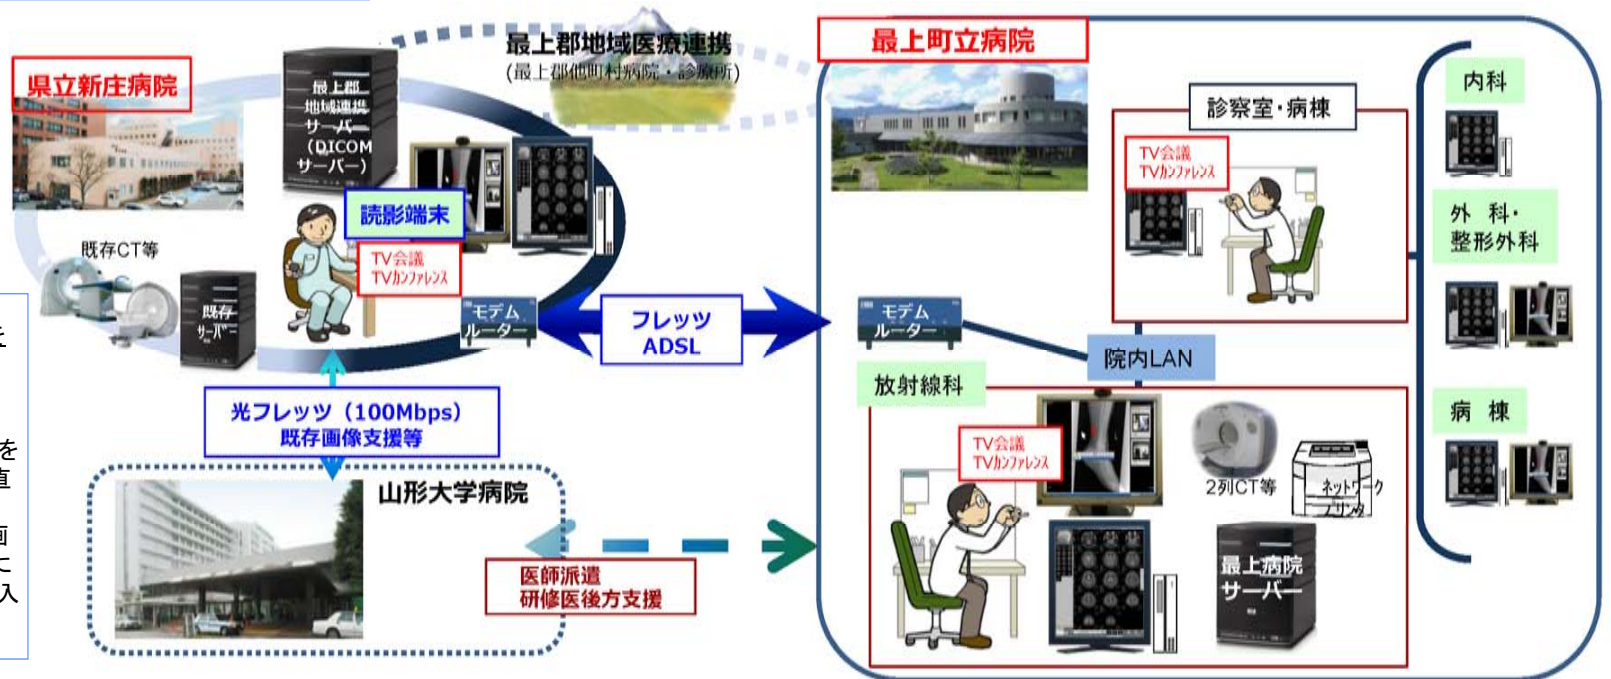 県立新庄病院
最上郡
地域連携
サーバー
(DICOM
サーバー)
最上郡地域医療連携
(最上郡他町村病院・診療所)
読影端末
TV会議
TVカンファレンス
既存CT等
既存
サーバー
モデム
ルーター
フレッツ
ADSL
光フレッツ（100Mbps）
既存画像支援等
山形大学病院
医師派遣
研修医後方支援
を
直
画
に
入
最上町立病院
診察室・病棟
TV会議
TVカンファレンス
モデム
ルーター
院内LAN
放射線科
TV会議
TVカンファレンス
2列CT等
ネットワーク
プリンタ
最上病院
サーバー
内科
外 科・
整形外科
病 棟